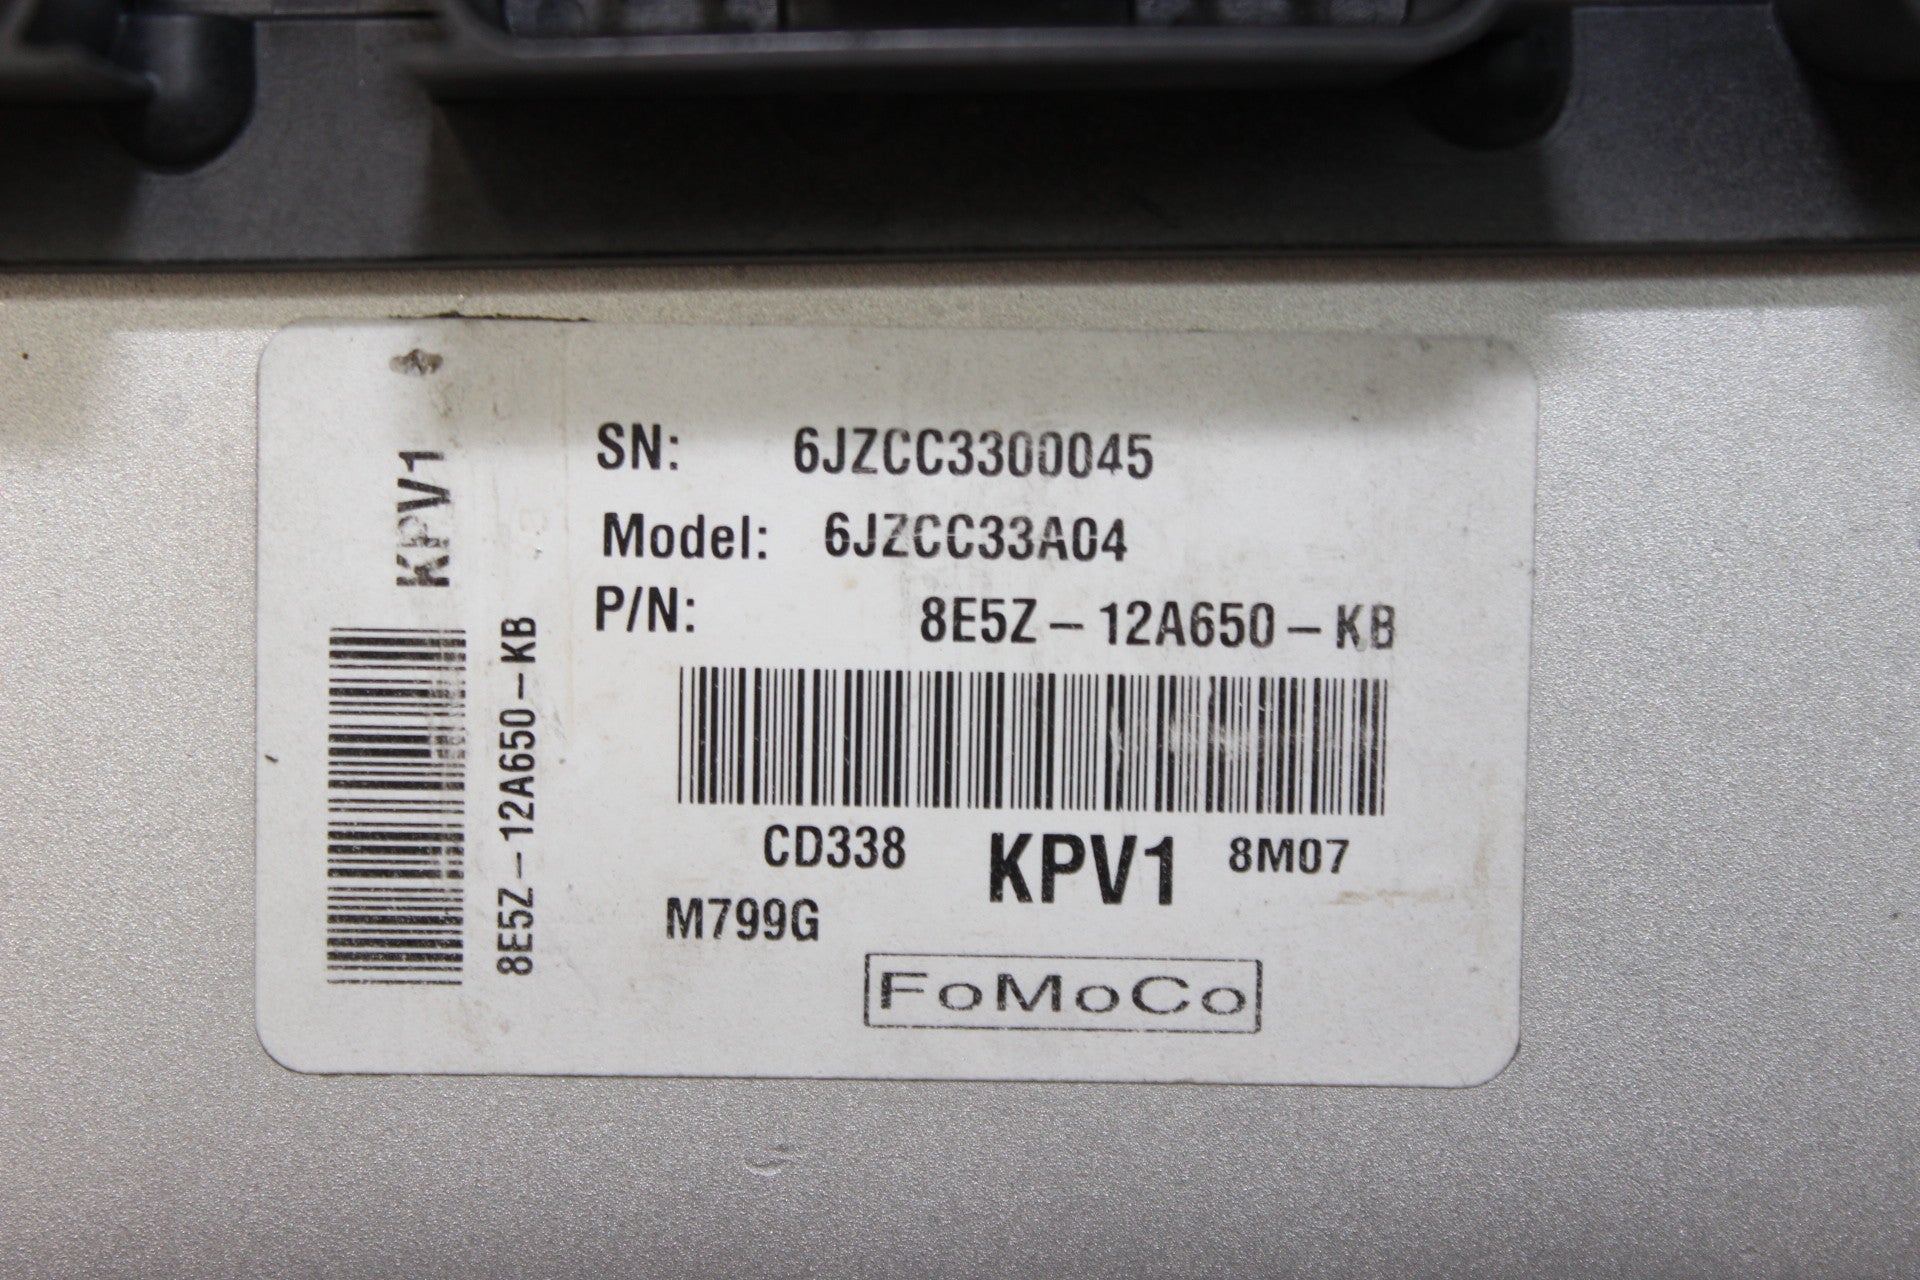 KPV1
8E5Z-12A650-KB
SN: 6JZCC3300045
Model: 6JZCC33A04
P/N: 8E5Z-12A650-KB
CD338 KPV1 8M07
M799G
FoMoCo